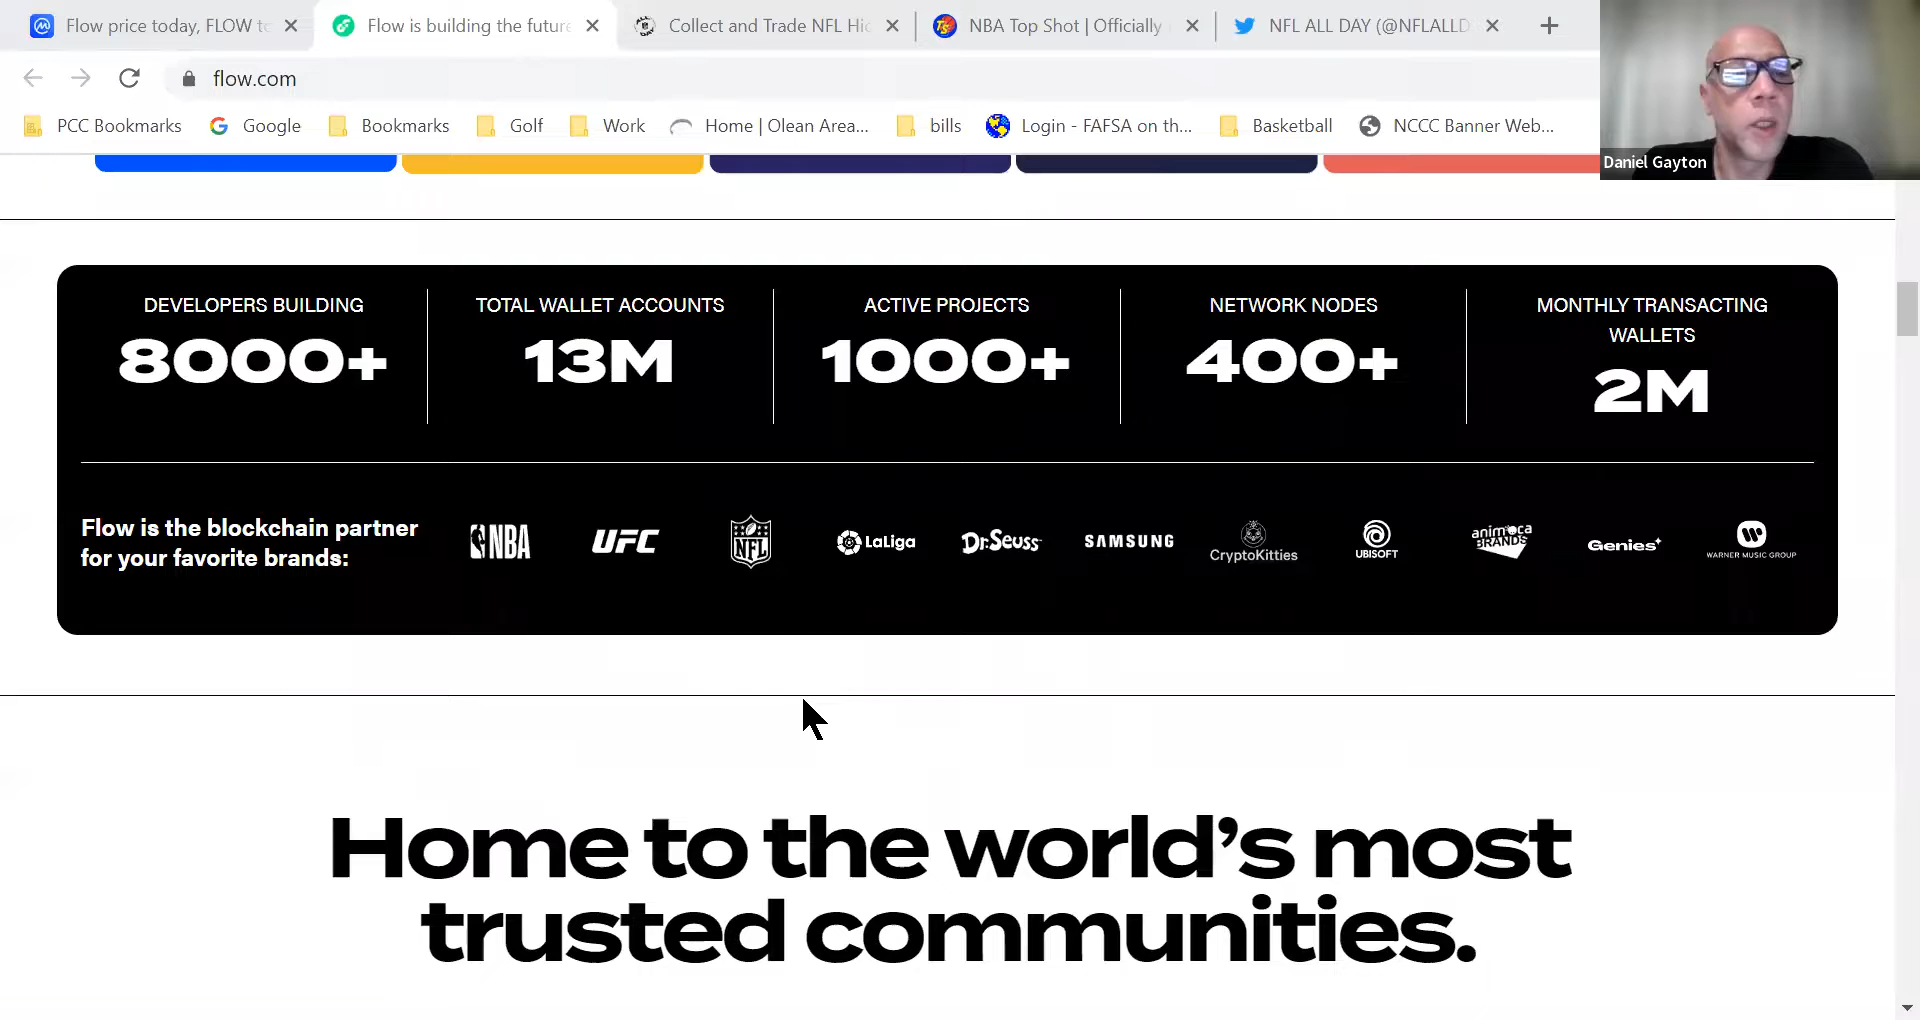 Flow price today, FLOW to
Flow is building the future
Collect and Trade NFL Hig
NBA Top Shot | Officially
NFL ALL DAY (@NFLALLD
flow.com
PCC Bookmarks
Google
Bookmarks
Golf
Work
Home | Olean Area...
bills
Login - FAFSA on th...
Basketball
NCCC Banner Web...
Daniel Gayton
DEVELOPERS BUILDING
8000+
TOTAL WALLET ACCOUNTS
13M
ACTIVE PROJECTS
1000+
NETWORK NODES
400+
MONTHLY TRANSACTING
WALLETS
2M
Flow is the blockchain partner
for your favorite brands:
NBA
UFC
NFL
LaLiga
Dr.Seuss
SAMSUNG
CryptoKitties
UBISOFT
animoca
BRANDS
Genies
WARNER MUSIC GROUP
Home to the world's most
trusted communities.